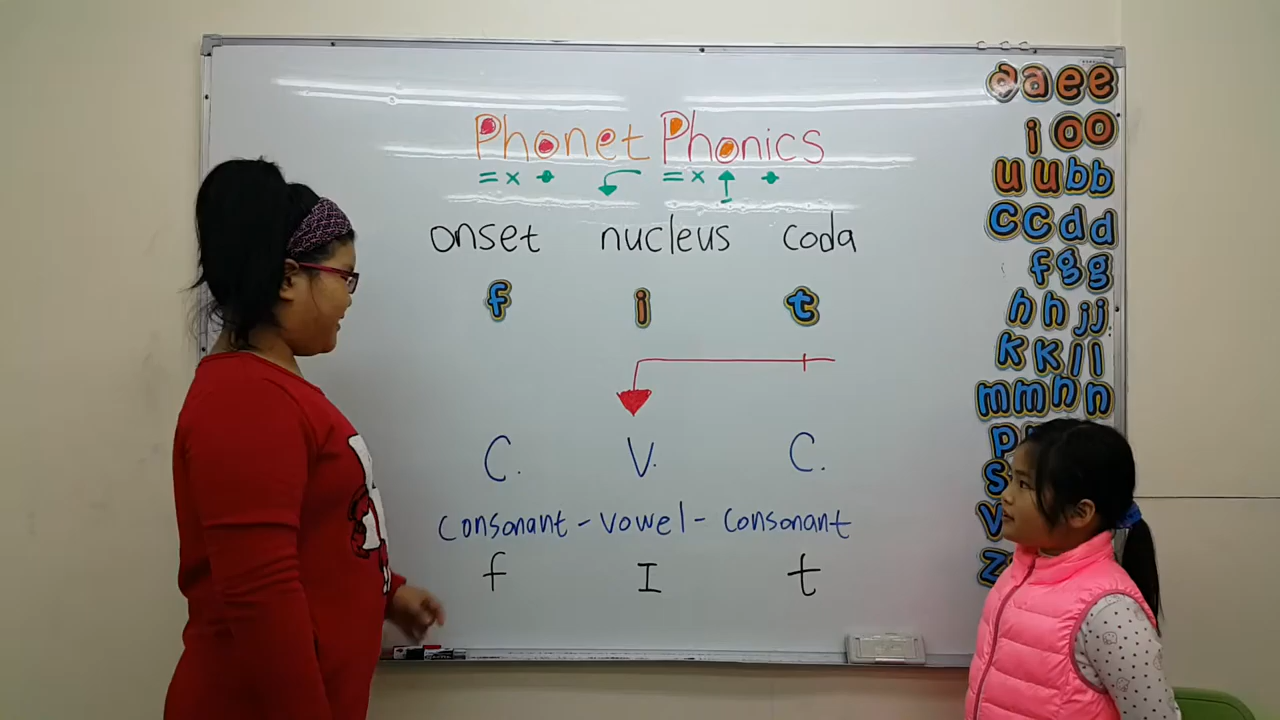 Phonet Phonics
= x + = x +
onset nucleus coda
f i t
C. V. C.
consonant - vowel - consonant
f I t
a a e e
i o o
u u b b
c c d d
f g g
h h j j
k k l l
m m n n
p
s
v
z